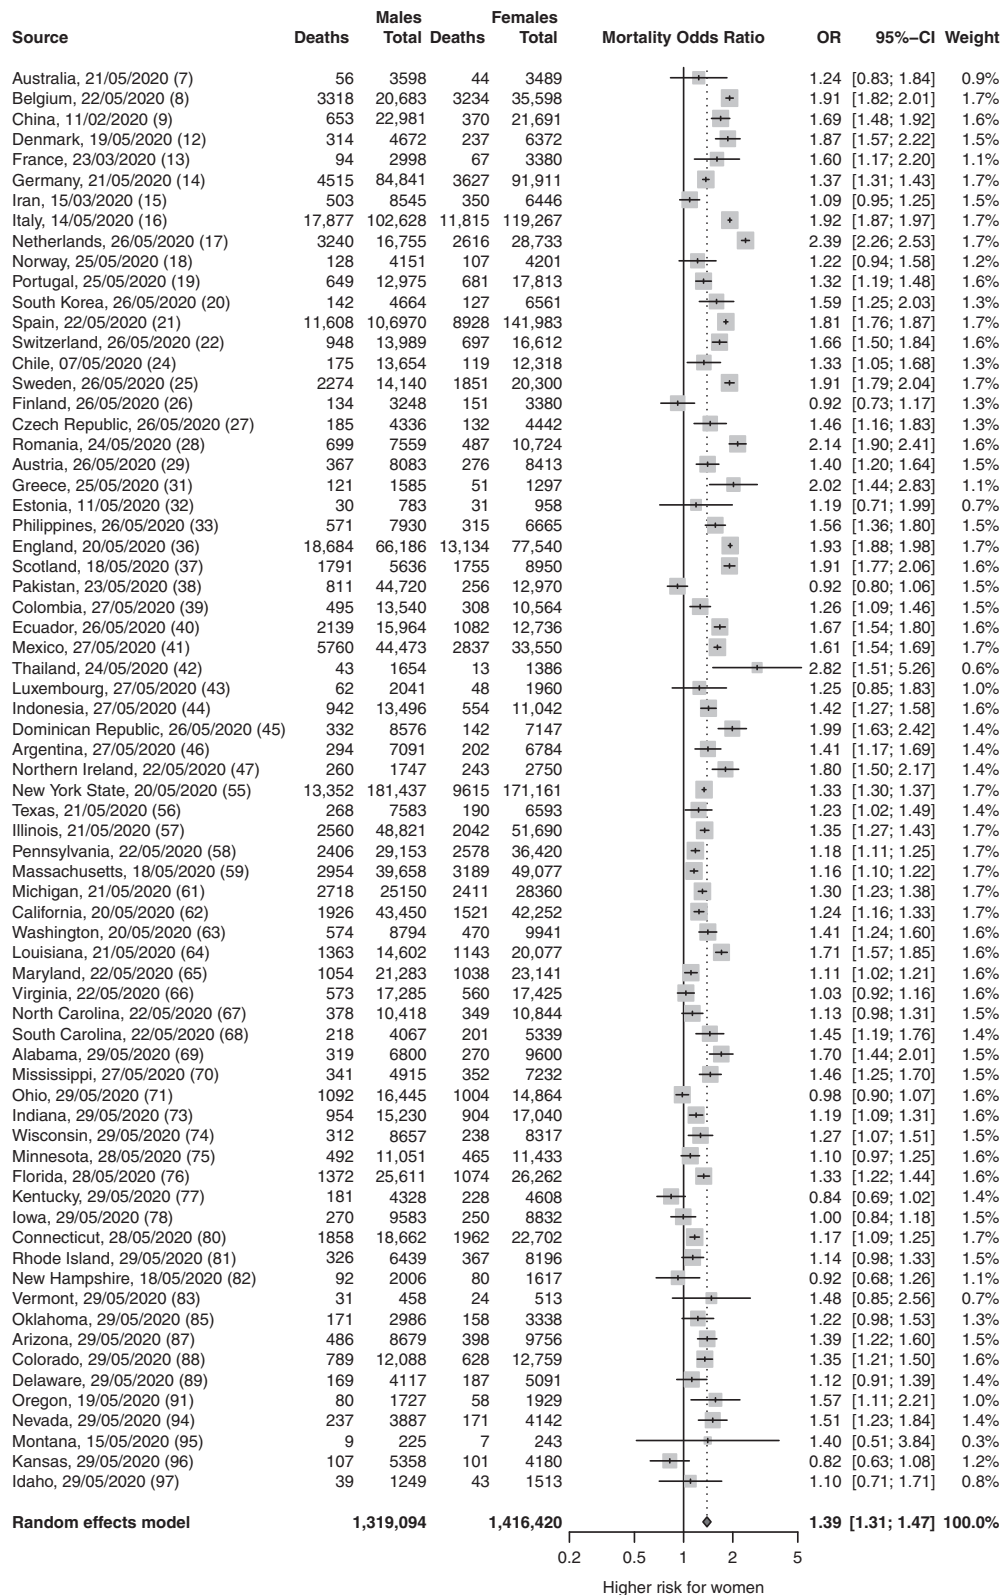 Males Females
Source Deaths Total Deaths Total Mortality Odds Ratio OR 95%−CI Weight
Australia, 21/05/2020 (7) 56 3598 44 3489 1.24 [0.83; 1.84] 0.9%
Belgium, 22/05/2020 (8) 3318 20,683 3234 35,598 1.91 [1.82; 2.01] 1.7%
China, 11/02/2020 (9) 653 22,981 370 21,691 1.69 [1.48; 1.92] 1.6%
Denmark, 19/05/2020 (12) 314 4672 237 6372 1.87 [1.57; 2.22] 1.5%
France, 23/03/2020 (13) 94 2998 67 3380 1.60 [1.17; 2.20] 1.1%
Germany, 21/05/2020 (14) 4515 84,841 3627 91,911 1.37 [1.31; 1.43] 1.7%
Iran, 15/03/2020 (15) 503 8545 350 6446 1.09 [0.95; 1.25] 1.5%
Italy, 14/05/2020 (16) 17,877 102,628 11,815 119,267 1.92 [1.87; 1.97] 1.7%
Netherlands, 26/05/2020 (17) 3240 16,755 2616 28,733 2.39 [2.26; 2.53] 1.7%
Norway, 25/05/2020 (18) 128 4151 107 4201 1.22 [0.94; 1.58] 1.2%
Portugal, 25/05/2020 (19) 649 12,975 681 17,813 1.32 [1.19; 1.48] 1.6%
South Korea, 26/05/2020 (20) 142 4664 127 6561 1.59 [1.25; 2.03] 1.3%
Spain, 22/05/2020 (21) 11,608 10,6970 8928 141,983 1.81 [1.76; 1.87] 1.7%
Switzerland, 26/05/2020 (22) 948 13,989 697 16,612 1.66 [1.50; 1.84] 1.6%
Chile, 07/05/2020 (24) 175 13,654 119 12,318 1.33 [1.05; 1.68] 1.3%
Sweden, 26/05/2020 (25) 2274 14,140 1851 20,300 1.91 [1.79; 2.04] 1.7%
Finland, 26/05/2020 (26) 134 3248 151 3380 0.92 [0.73; 1.17] 1.3%
Czech Republic, 26/05/2020 (27) 185 4336 132 4442 1.46 [1.16; 1.83] 1.3%
Romania, 24/05/2020 (28) 699 7559 487 10,724 2.14 [1.90; 2.41] 1.6%
Austria, 26/05/2020 (29) 367 8083 276 8413 1.40 [1.20; 1.64] 1.5%
Greece, 25/05/2020 (31) 121 1585 51 1297 2.02 [1.44; 2.83] 1.1%
Estonia, 11/05/2020 (32) 30 783 31 958 1.19 [0.71; 1.99] 0.7%
Philippines, 26/05/2020 (33) 571 7930 315 6665 1.56 [1.36; 1.80] 1.5%
England, 20/05/2020 (36) 18,684 66,186 13,134 77,540 1.93 [1.88; 1.98] 1.7%
Scotland, 18/05/2020 (37) 1791 5636 1755 8950 1.91 [1.77; 2.06] 1.6%
Pakistan, 23/05/2020 (38) 811 44,720 256 12,970 0.92 [0.80; 1.06] 1.5%
Colombia, 27/05/2020 (39) 495 13,540 308 10,564 1.26 [1.09; 1.46] 1.5%
Ecuador, 26/05/2020 (40) 2139 15,964 1082 12,736 1.67 [1.54; 1.80] 1.6%
Mexico, 27/05/2020 (41) 5760 44,473 2837 33,550 1.61 [1.54; 1.69] 1.7%
Thailand, 24/05/2020 (42) 43 1654 13 1386 2.82 [1.51; 5.26] 0.6%
Luxembourg, 27/05/2020 (43) 62 2041 48 1960 1.25 [0.85; 1.83] 1.0%
Indonesia, 27/05/2020 (44) 942 13,496 554 11,042 1.42 [1.27; 1.58] 1.6%
Dominican Republic, 26/05/2020 (45) 332 8576 142 7147 1.99 [1.63; 2.42] 1.4%
Argentina, 27/05/2020 (46) 294 7091 202 6784 1.41 [1.17; 1.69] 1.4%
Northern Ireland, 22/05/2020 (47) 260 1747 243 2750 1.80 [1.50; 2.17] 1.4%
New York State, 20/05/2020 (55) 13,352 181,437 9615 171,161 1.33 [1.30; 1.37] 1.7%
Texas, 21/05/2020 (56) 268 7583 190 6593 1.23 [1.02; 1.49] 1.4%
Illinois, 21/05/2020 (57) 2560 48,821 2042 51,690 1.35 [1.27; 1.43] 1.7%
Pennsylvania, 22/05/2020 (58) 2406 29,153 2578 36,420 1.18 [1.11; 1.25] 1.7%
Massachusetts, 18/05/2020 (59) 2954 39,658 3189 49,077 1.16 [1.10; 1.22] 1.7%
Michigan, 21/05/2020 (61) 2718 25150 2411 28360 1.30 [1.23; 1.38] 1.7%
California, 20/05/2020 (62) 1926 43,450 1521 42,252 1.24 [1.16; 1.33] 1.7%
Washington, 20/05/2020 (63) 574 8794 470 9941 1.41 [1.24; 1.60] 1.6%
Louisiana, 21/05/2020 (64) 1363 14,602 1143 20,077 1.71 [1.57; 1.85] 1.6%
Maryland, 22/05/2020 (65) 1054 21,283 1038 23,141 1.11 [1.02; 1.21] 1.6%
Virginia, 22/05/2020 (66) 573 17,285 560 17,425 1.03 [0.92; 1.16] 1.6%
North Carolina, 22/05/2020 (67) 378 10,418 349 10,844 1.13 [0.98; 1.31] 1.5%
South Carolina, 22/05/2020 (68) 218 4067 201 5339 1.45 [1.19; 1.76] 1.4%
Alabama, 29/05/2020 (69) 319 6800 270 9600 1.70 [1.44; 2.01] 1.5%
Mississippi, 27/05/2020 (70) 341 4915 352 7232 1.46 [1.25; 1.70] 1.5%
Ohio, 29/05/2020 (71) 1092 16,445 1004 14,864 0.98 [0.90; 1.07] 1.6%
Indiana, 29/05/2020 (73) 954 15,230 904 17,040 1.19 [1.09; 1.31] 1.6%
Wisconsin, 29/05/2020 (74) 312 8657 238 8317 1.27 [1.07; 1.51] 1.5%
Minnesota, 28/05/2020 (75) 492 11,051 465 11,433 1.10 [0.97; 1.25] 1.6%
Florida, 28/05/2020 (76) 1372 25,611 1074 26,262 1.33 [1.22; 1.44] 1.6%
Kentucky, 29/05/2020 (77) 181 4328 228 4608 0.84 [0.69; 1.02] 1.4%
Iowa, 29/05/2020 (78) 270 9583 250 8832 1.00 [0.84; 1.18] 1.5%
Connecticut, 28/05/2020 (80) 1858 18,662 1962 22,702 1.17 [1.09; 1.25] 1.7%
Rhode Island, 29/05/2020 (81) 326 6439 367 8196 1.14 [0.98; 1.33] 1.5%
New Hampshire, 18/05/2020 (82) 92 2006 80 1617 0.92 [0.68; 1.26] 1.1%
Vermont, 29/05/2020 (83) 31 458 24 513 1.48 [0.85; 2.56] 0.7%
Oklahoma, 29/05/2020 (85) 171 2986 158 3338 1.22 [0.98; 1.53] 1.3%
Arizona, 29/05/2020 (87) 486 8679 398 9756 1.39 [1.22; 1.60] 1.5%
Colorado, 29/05/2020 (88) 789 12,088 628 12,759 1.35 [1.21; 1.50] 1.6%
Delaware, 29/05/2020 (89) 169 4117 187 5091 1.12 [0.91; 1.39] 1.4%
Oregon, 19/05/2020 (91) 80 1727 58 1929 1.57 [1.11; 2.21] 1.0%
Nevada, 29/05/2020 (94) 237 3887 171 4142 1.51 [1.23; 1.84] 1.4%
Montana, 15/05/2020 (95) 9 225 7 243 1.40 [0.51; 3.84] 0.3%
Kansas, 29/05/2020 (96) 107 5358 101 4180 0.82 [0.63; 1.08] 1.2%
Idaho, 29/05/2020 (97) 39 1249 43 1513 1.10 [0.71; 1.71] 0.8%
Random effects model 1,319,094 1,416,420 1.39 [1.31; 1.47] 100.0%
0.2 0.5 1 2 5
Higher risk for women